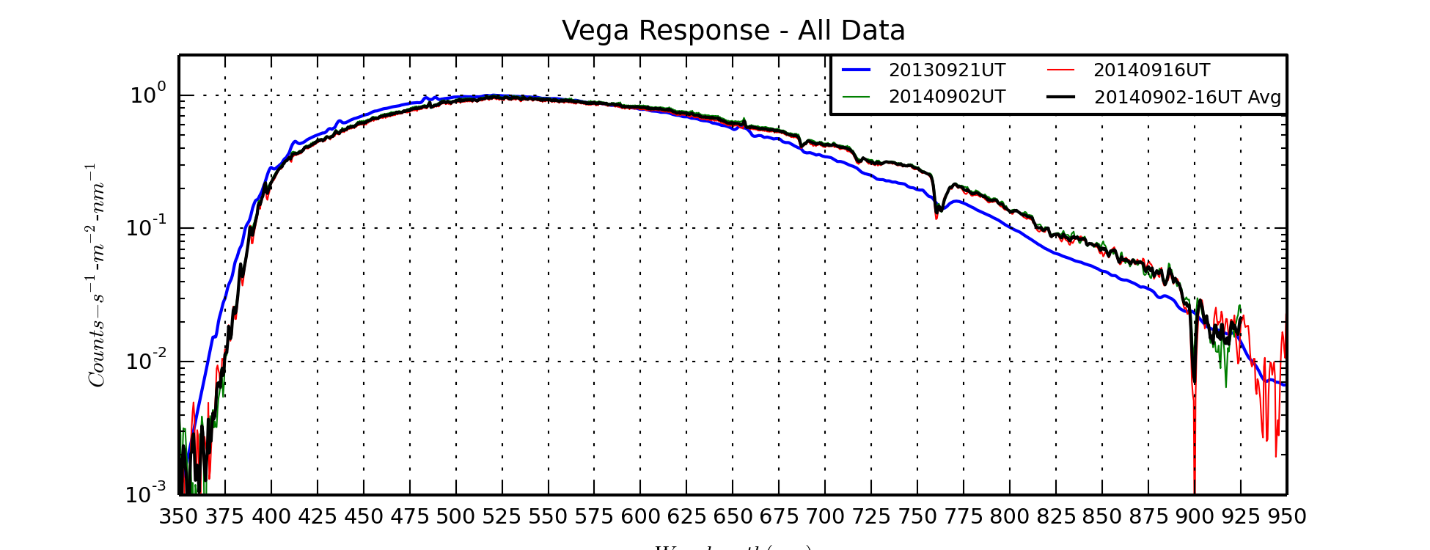 Vega Response - All Data
20130921UT
20140902UT
20140916UT
20140902-16UT Avg
10⁰
10⁻¹
10⁻²
10⁻³
Counts−s⁻¹-m⁻²-nm⁻¹
350 375 400 425 450 475 500 525 550 575 600 625 650 675 700 725 750 775 800 825 850 875 900 925 950